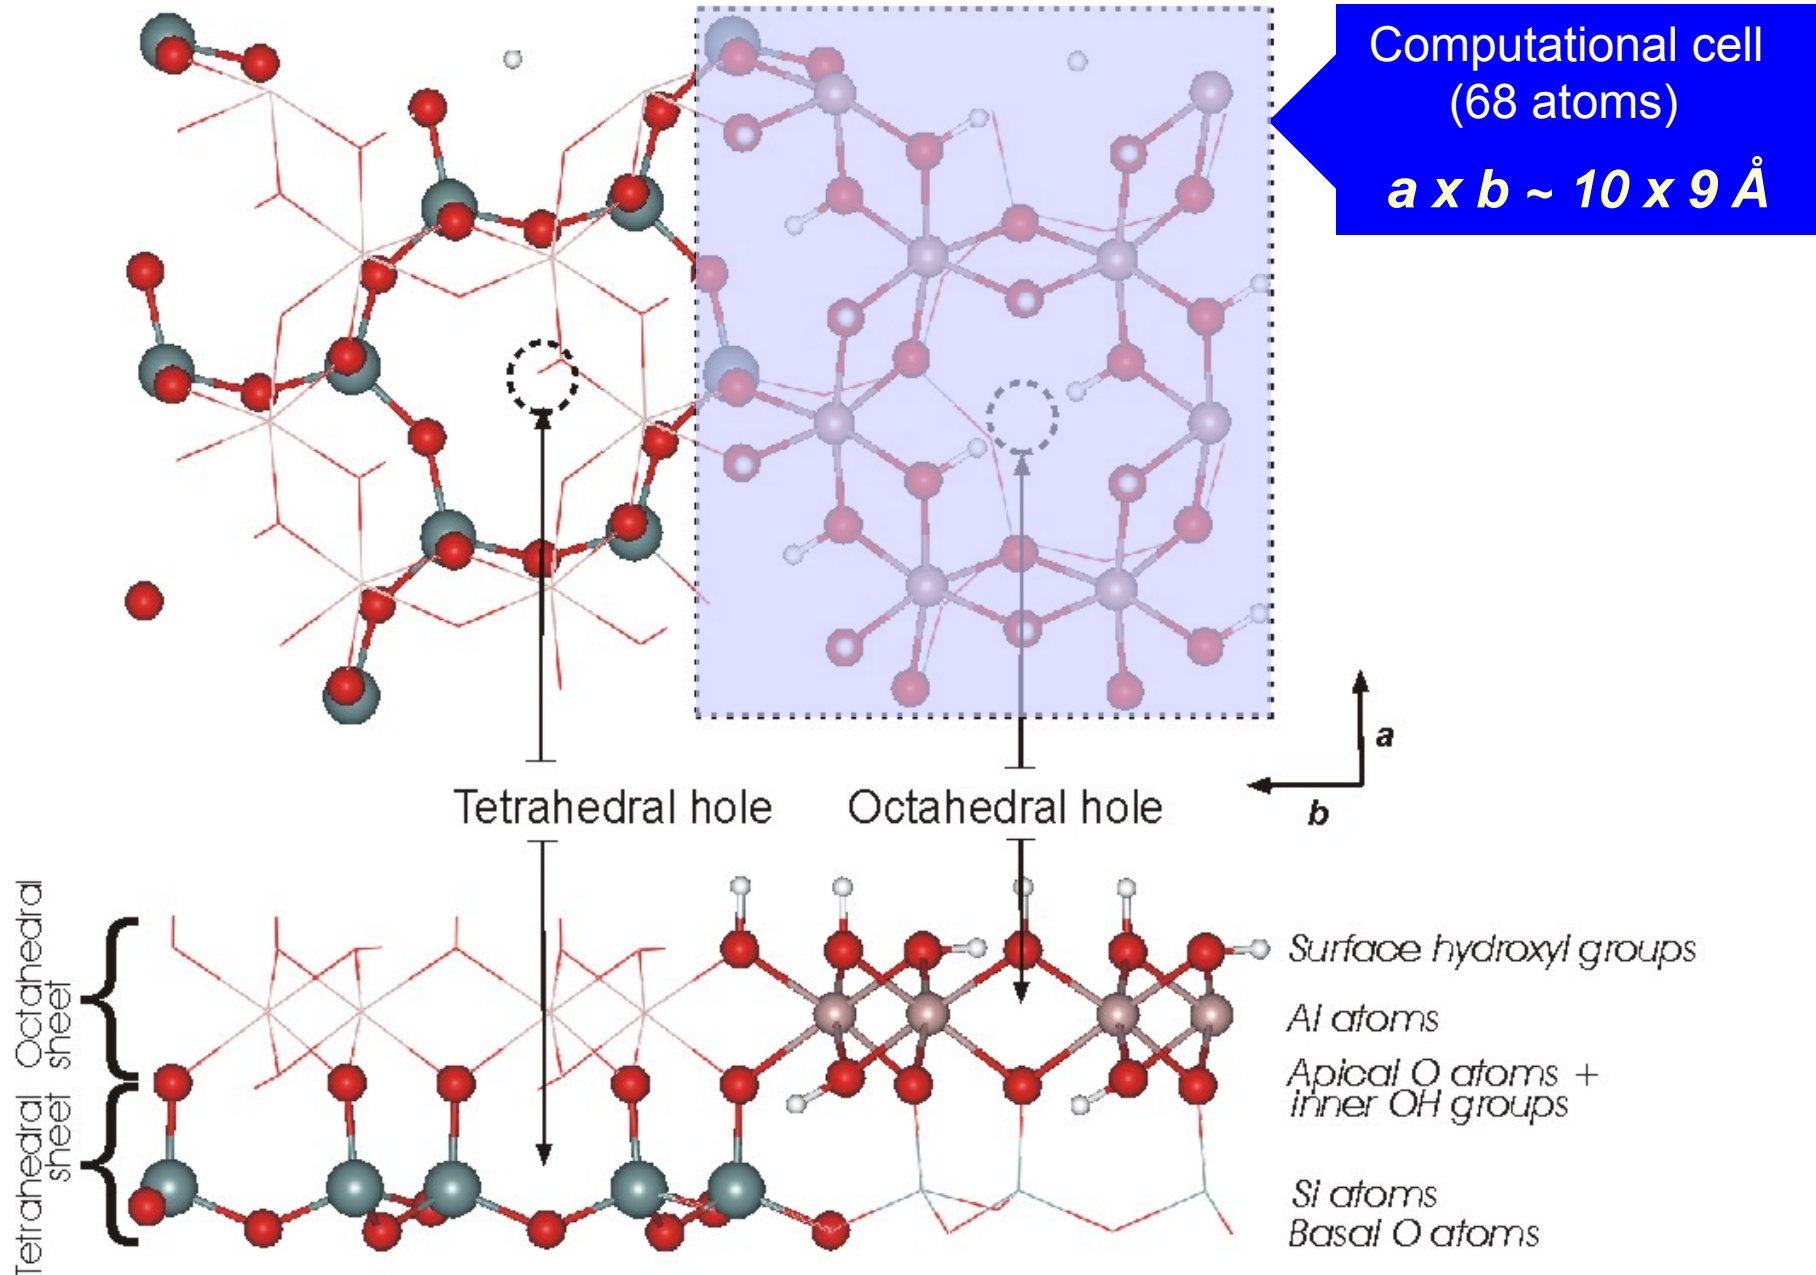 Computational cell
(68 atoms)
a x b ~ 10 x 9 Å
a
b
Tetrahedral hole
Octahedral hole
Octahedral
sheet
Tetrahedral
sheet
Surface hydroxyl groups
Al atoms
Apical O atoms +
inner OH groups
Si atoms
Basal O atoms